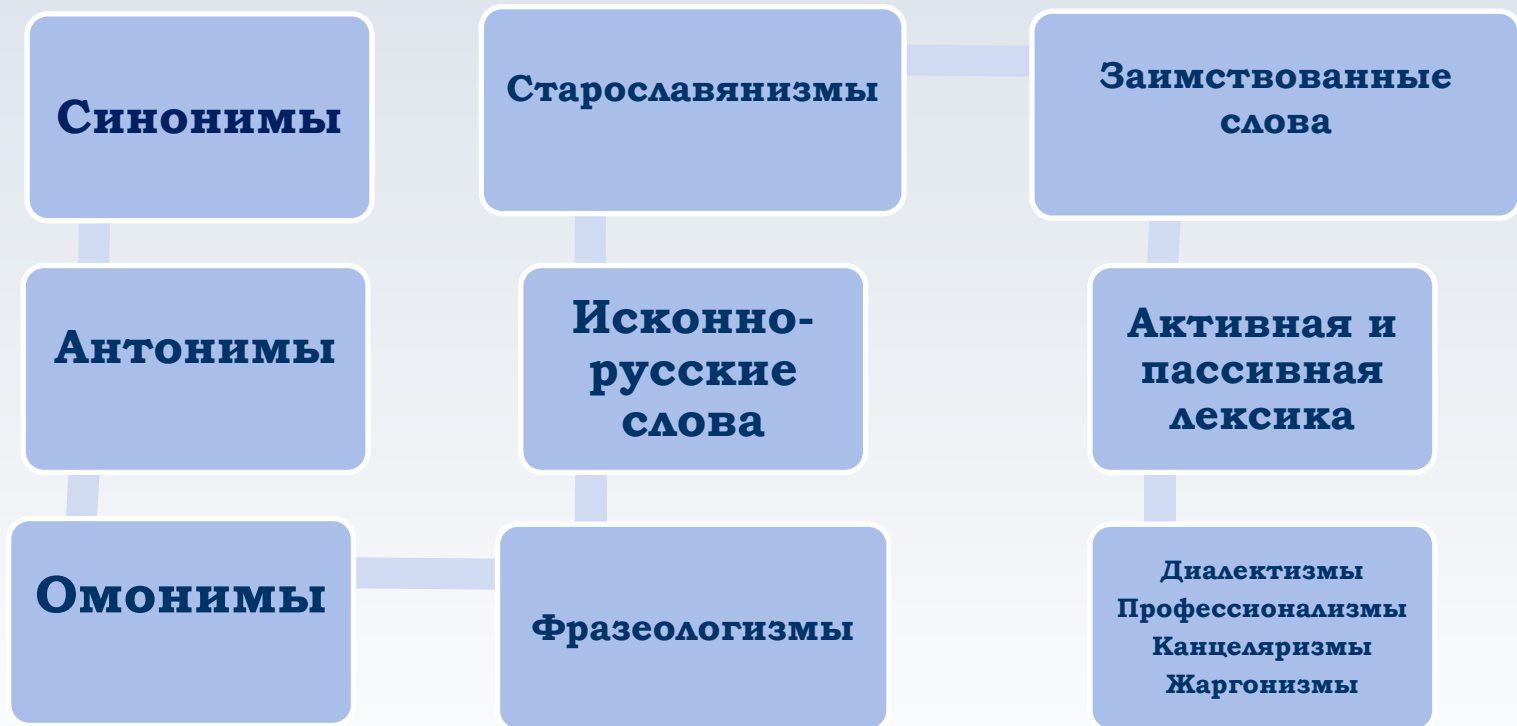 Синонимы
Антонимы
Омонимы
Фразеологизмы
Исконно-
русские
слова
Старославянизмы
Заимствованные
слова
Активная и
пассивная
лексика
Диалектизмы
Профессионализмы
Канцеляризмы
Жаргонизмы